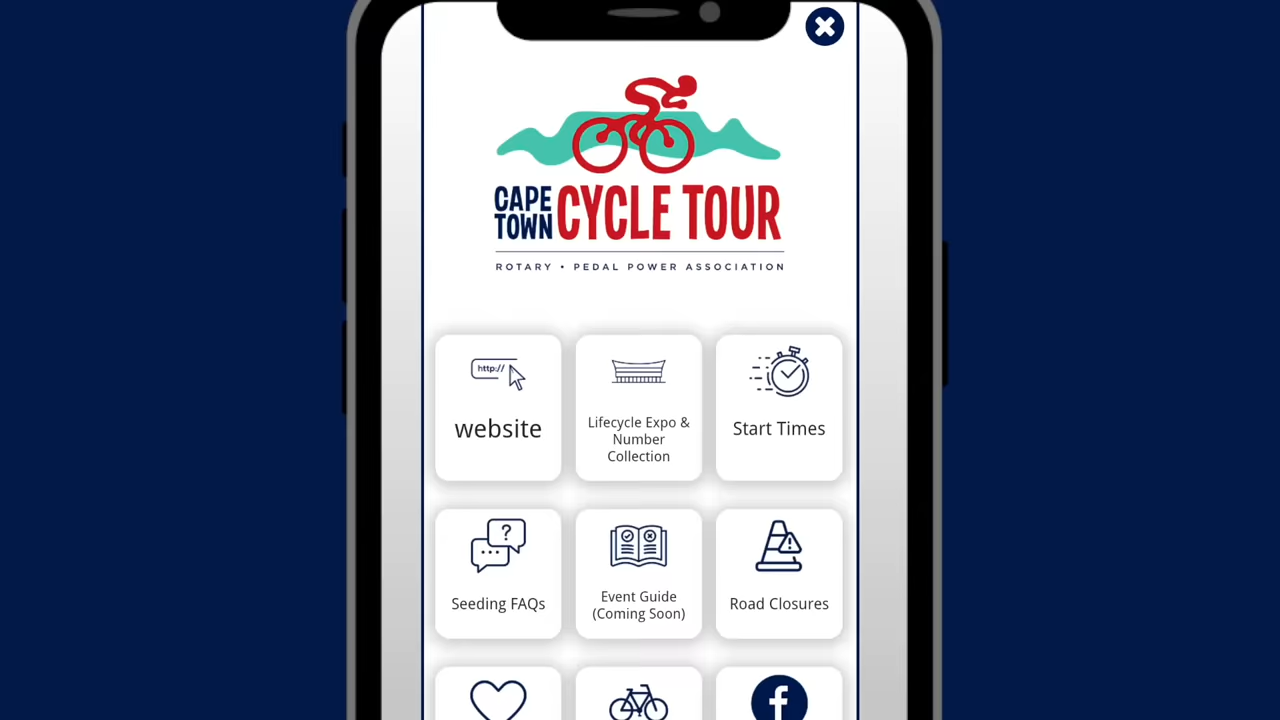 CAPE
TOWN
CYCLE TOUR
ROTARY • PEDAL POWER ASSOCIATION
http://
website
Lifecycle Expo &
Number
Collection
Start Times
?
Seeding FAQs
Event Guide
(Coming Soon)
Road Closures
f